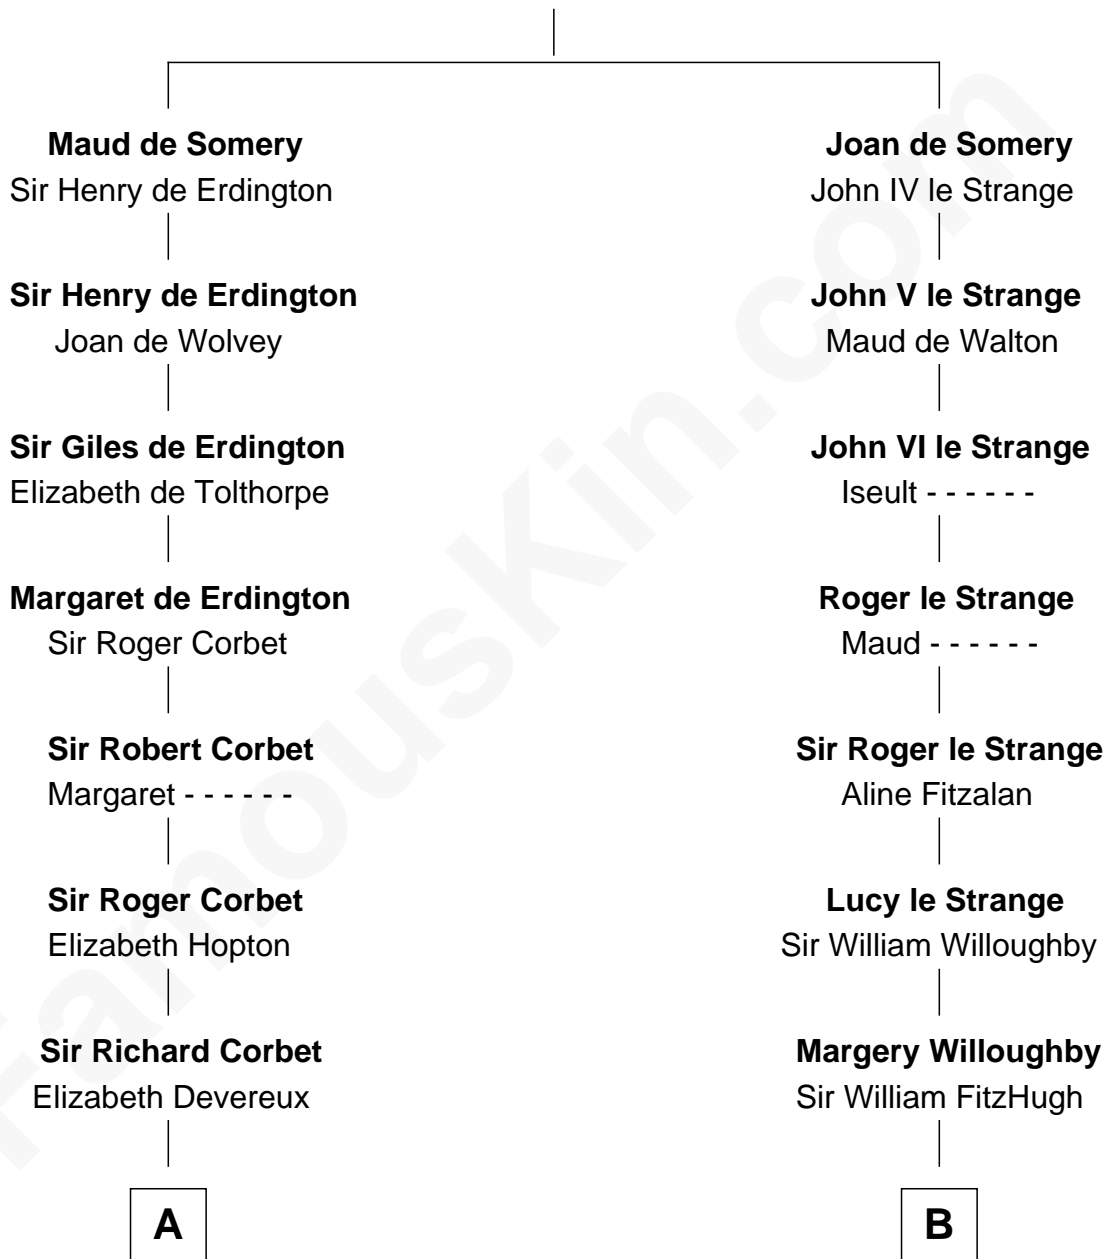 Maud de Somery
Sir Henry de Erdington
Sir Henry de Erdington
Joan de Wolvey
Sir Giles de Erdington
Elizabeth de Tolthorpe
Margaret de Erdington
Sir Roger Corbet
Sir Robert Corbet
Margaret - - - - - -
Sir Roger Corbet
Elizabeth Hopton
Sir Richard Corbet
Elizabeth Devereux
A
Joan de Somery
John IV le Strange
John V le Strange
Maud de Walton
John VI le Strange
Iseult - - - - - -
Roger le Strange
Maud - - - - - -
Sir Roger le Strange
Aline Fitzalan
Lucy le Strange
Sir William Willoughby
Margery Willoughby
Sir William FitzHugh
B
FamousKin.com